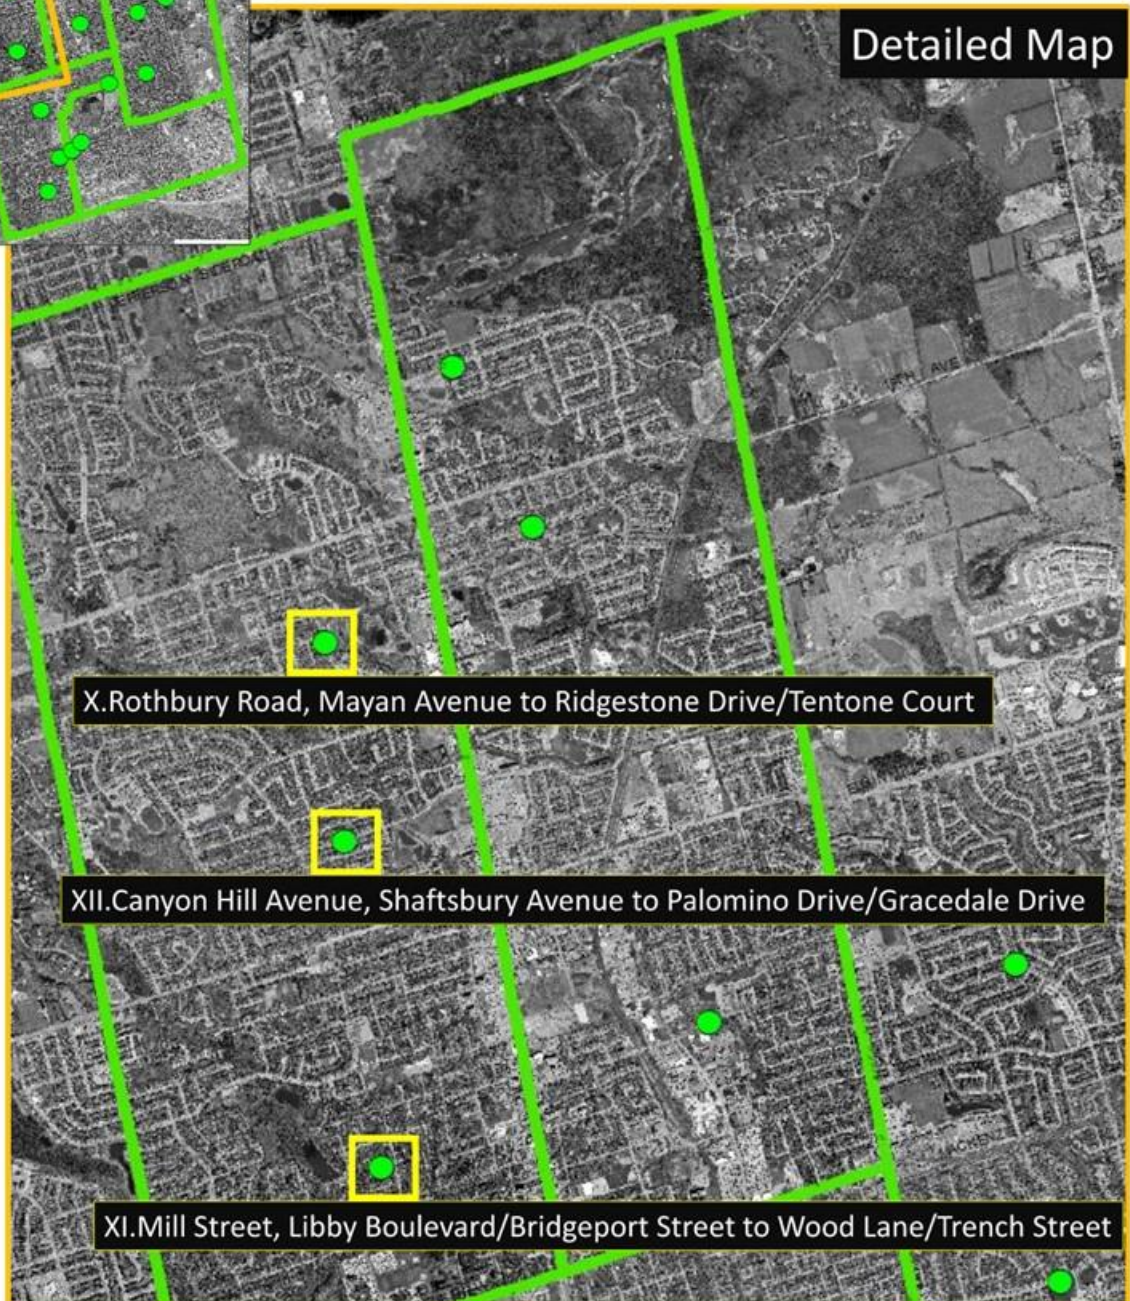 Detailed Map
X.Rothbury Road, Mayan Avenue to Ridgestone Drive/Tentone Court
XII.Canyon Hill Avenue, Shaftsbury Avenue to Palomino Drive/Gracedale Drive
XI.Mill Street, Libby Boulevard/Bridgeport Street to Wood Lane/Trench Street